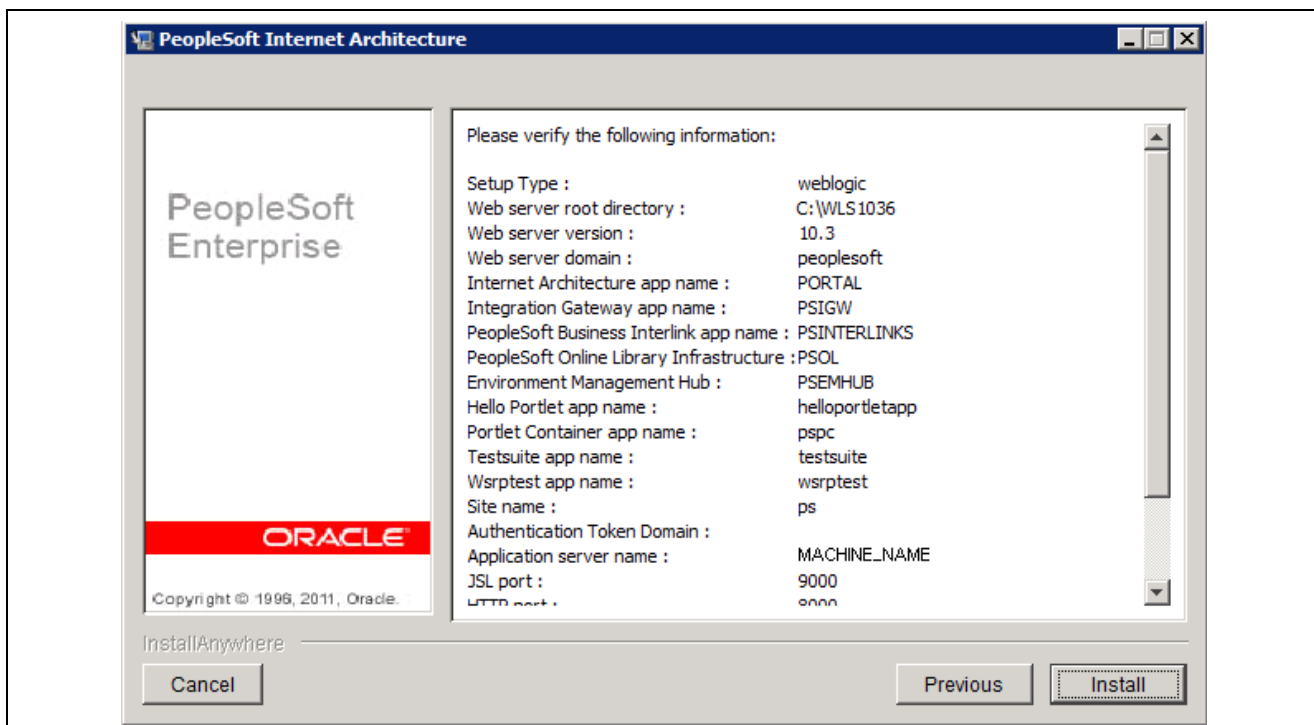 PeopleSoft Internet Architecture
PeopleSoft
Enterprise
ORACLE
Copyright © 1996, 2011, Oracle.
Please verify the following information:
Setup Type : weblogic
Web server root directory : C:\WLS1036
Web server version : 10.3
Web server domain : peoplesoft
Internet Architecture app name : PORTAL
Integration Gateway app name : PSIGW
PeopleSoft Business Interlink app name : PSINTERLINKS
PeopleSoft Online Library Infrastructure : PSOL
Environment Management Hub : PSEMHUB
Hello Portlet app name : helloportletapp
Portlet Container app name : pspc
Testsuite app name : testsuite
Wsrptest app name : wsrptest
Site name : ps
Authentication Token Domain :
Application server name : MACHINE_NAME
JSL port : 9000
HTTP port : 8000
InstallAnywhere
Cancel
Previous
Install